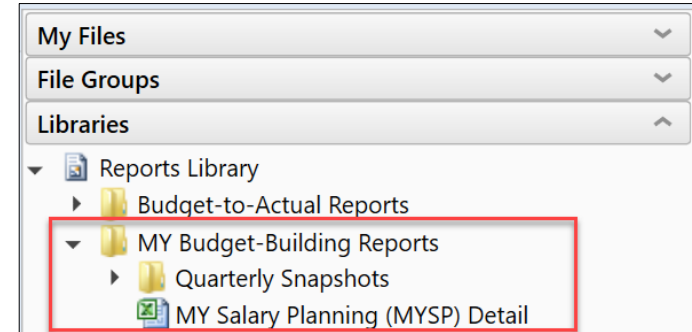 My Files
File Groups
Libraries
Reports Library
Budget-to-Actual Reports
MY Budget-Building Reports
Quarterly Snapshots
MY Salary Planning (MYSP) Detail